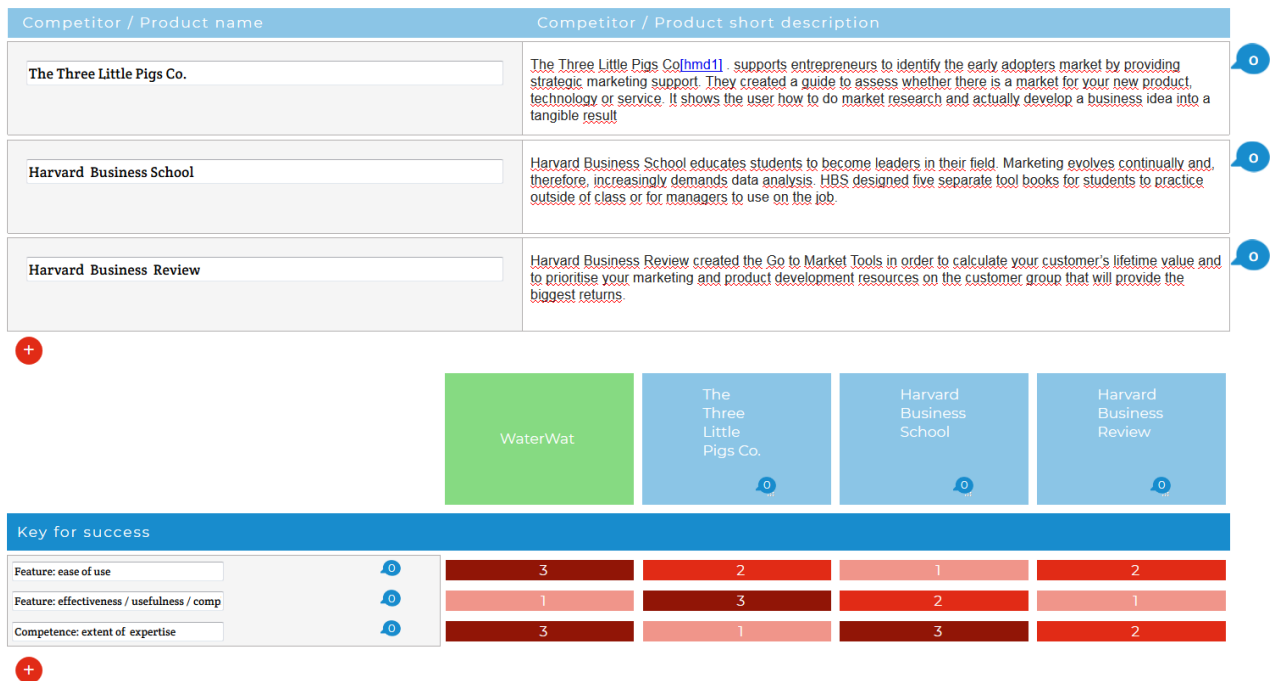 Competitor / Product name
Competitor / Product short description
The Three Little Pigs Co.
The Three Little Pigs Co[hmd1] . supports entrepreneurs to identify the early adopters market by providing
strategic marketing support. They created a guide to assess whether there is a market for your new product,
technology or service. It shows the user how to do market research and actually develop a business idea into a
tangible result
0
Harvard Business School
Harvard Business School educates students to become leaders in their field. Marketing evolves continually and,
therefore, increasingly demands data analysis. HBS designed five separate tool books for students to practice
outside of class or for managers to use on the job.
0
Harvard Business Review
Harvard Business Review created the Go to Market Tools in order to calculate your customer's lifetime value and
to prioritise your marketing and product development resources on the customer group that will provide the
biggest returns.
0
+
WaterWat
The
Three
Little
Pigs Co.
0
Harvard
Business
School
0
Harvard
Business
Review
0
Key for success
Feature: ease of use
0
3
2
1
2
Feature: effectiveness / usefulness / comp
0
1
3
2
1
Competence: extent of expertise
0
3
1
3
2
+